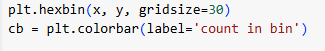 plt.hexbin(x, y, gridsize=30)
cb = plt.colorbar(label='count in bin')